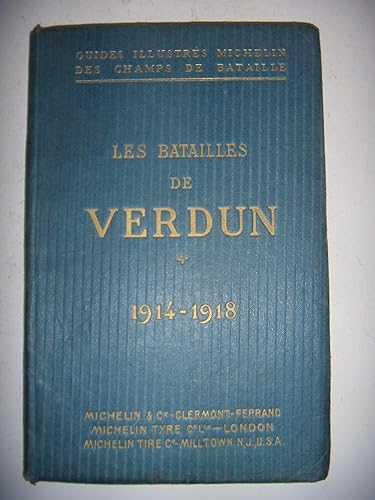 GUIDES ILLUSTRÉS MICHELIN
DES CHAMPS DE BATAILLE
LES BATAILLES
DE
VERDUN
1914-1918
MICHELIN & Cie-CLERMONT-FERRAND
MICHELIN TYRE Co Ltd-LONDON
MICHELIN TIRE Co-MILLTOWN. N.J., U.S.A.